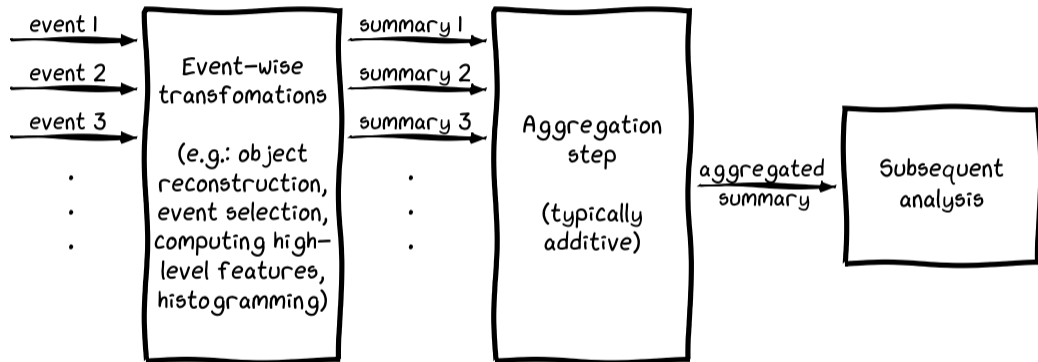 event 1
event 2
event 3
Event-wise
transfomations
(e.g.: object
reconstruction,
event selection,
computing high-
level features,
histogramming)
summary 1
summary 2
summary 3
Aggregation
step
(typically
additive)
aggregated
summary
Subsequent
analysis